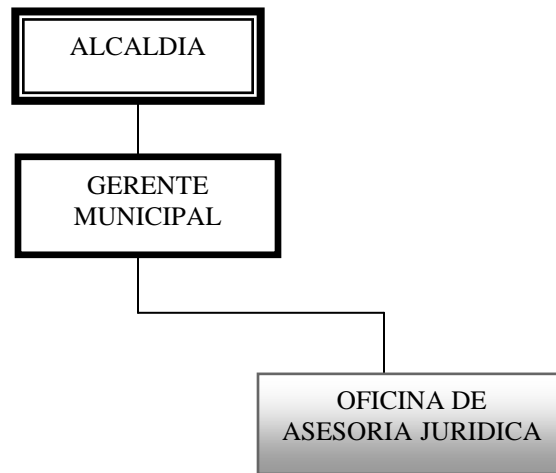 ALCALDIA
GERENTE
MUNICIPAL
OFICINA DE
ASESORIA JURIDICA